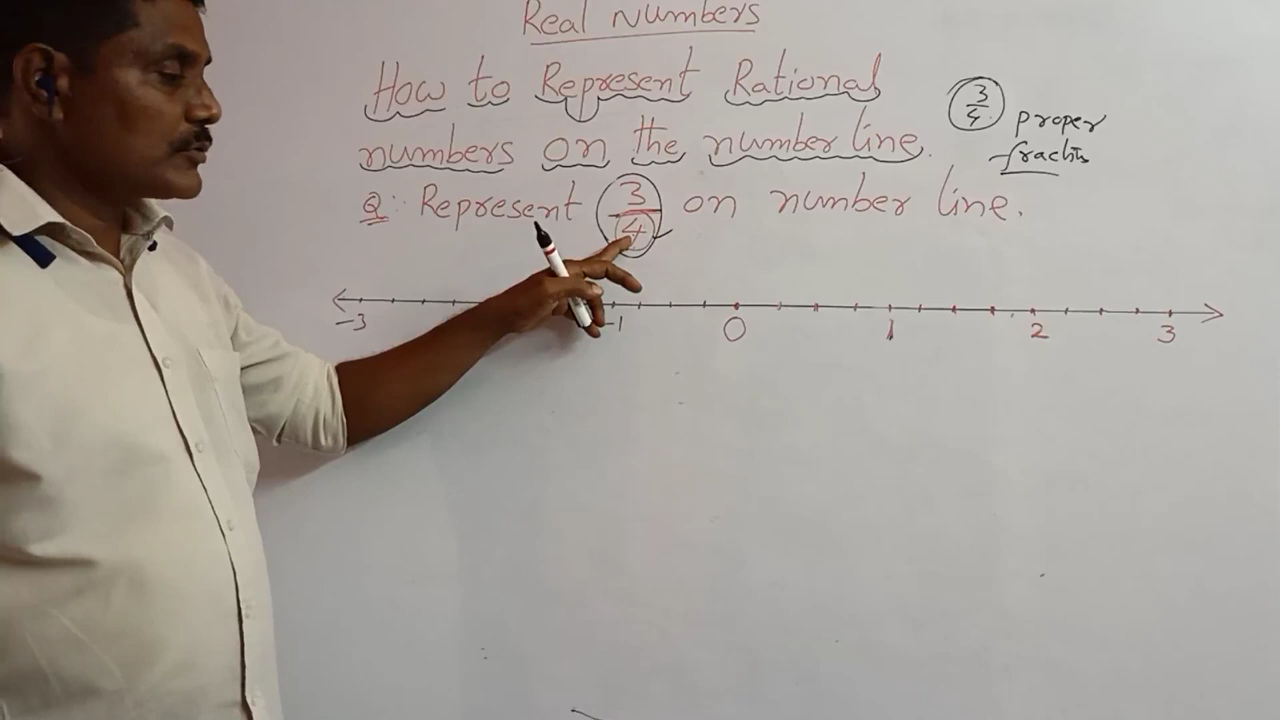 Real Numbers
How to Represent Rational
numbers on the number line.
3/4 proper
fractis
Q: Represent 3/4 on number line.
-3 -1 0 1 2 3